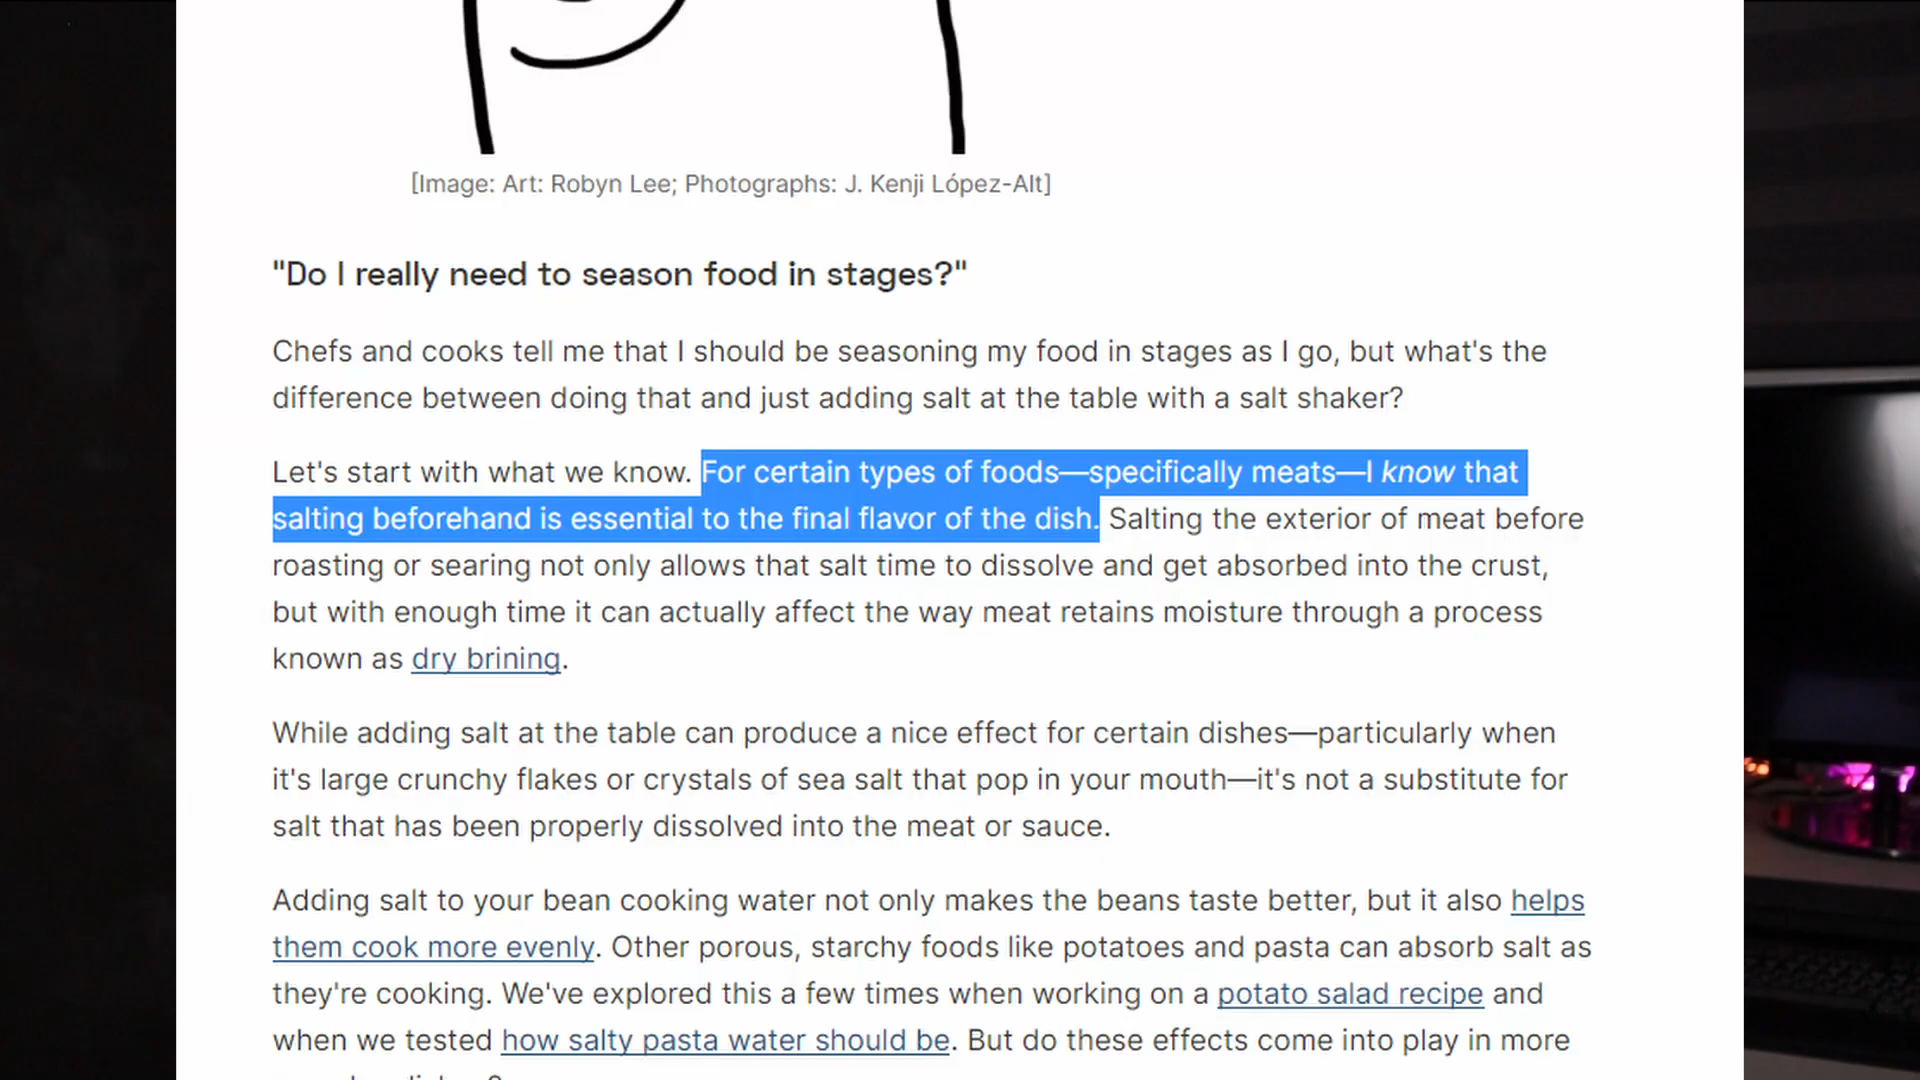 [Image: Art: Robyn Lee; Photographs: J. Kenji López-Alt]
"Do I really need to season food in stages?"
Chefs and cooks tell me that I should be seasoning my food in stages as I go, but what's the
difference between doing that and just adding salt at the table with a salt shaker?
Let's start with what we know. For certain types of foods—specifically meats—I know that
salting beforehand is essential to the final flavor of the dish. Salting the exterior of meat before
roasting or searing not only allows that salt time to dissolve and get absorbed into the crust,
but with enough time it can actually affect the way meat retains moisture through a process
known as dry brining.
While adding salt at the table can produce a nice effect for certain dishes—particularly when
it's large crunchy flakes or crystals of sea salt that pop in your mouth—it's not a substitute for
salt that has been properly dissolved into the meat or sauce.
Adding salt to your bean cooking water not only makes the beans taste better, but it also helps
them cook more evenly. Other porous, starchy foods like potatoes and pasta can absorb salt as
they're cooking. We've explored this a few times when working on a potato salad recipe and
when we tested how salty pasta water should be. But do these effects come into play in more